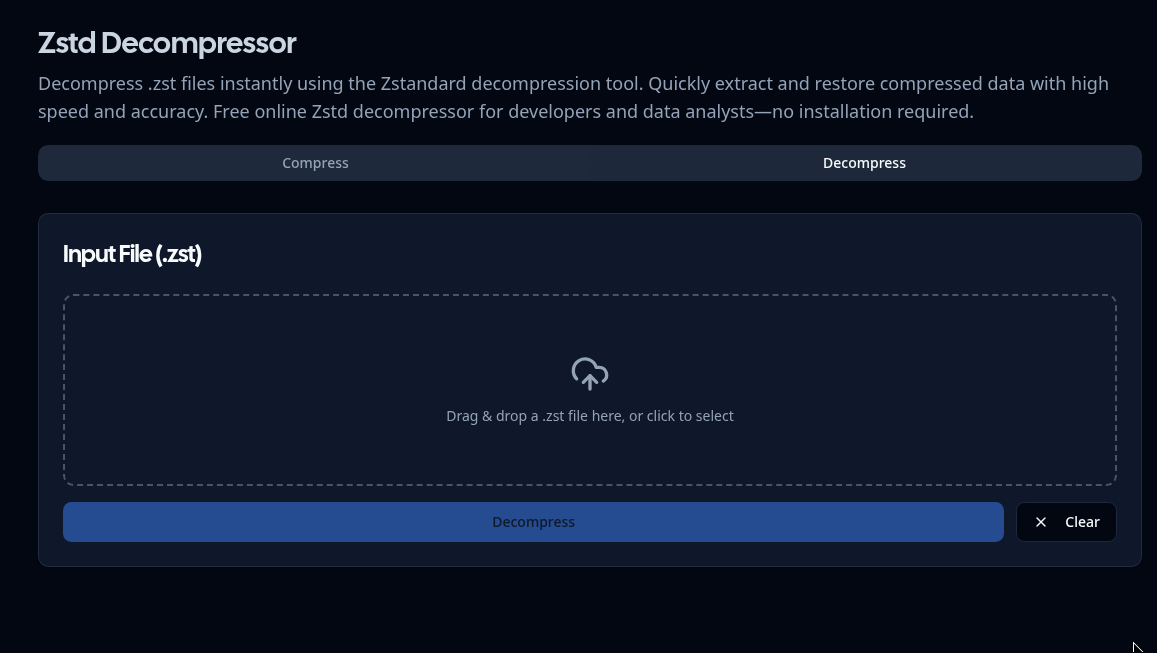 Zstd Decompressor
Decompress .zst files instantly using the Zstandard decompression tool. Quickly extract and restore compressed data with high
speed and accuracy. Free online Zstd decompressor for developers and data analysts—no installation required.
Compress Decompress
Input File (.zst)
Drag & drop a .zst file here, or click to select
Decompress Clear